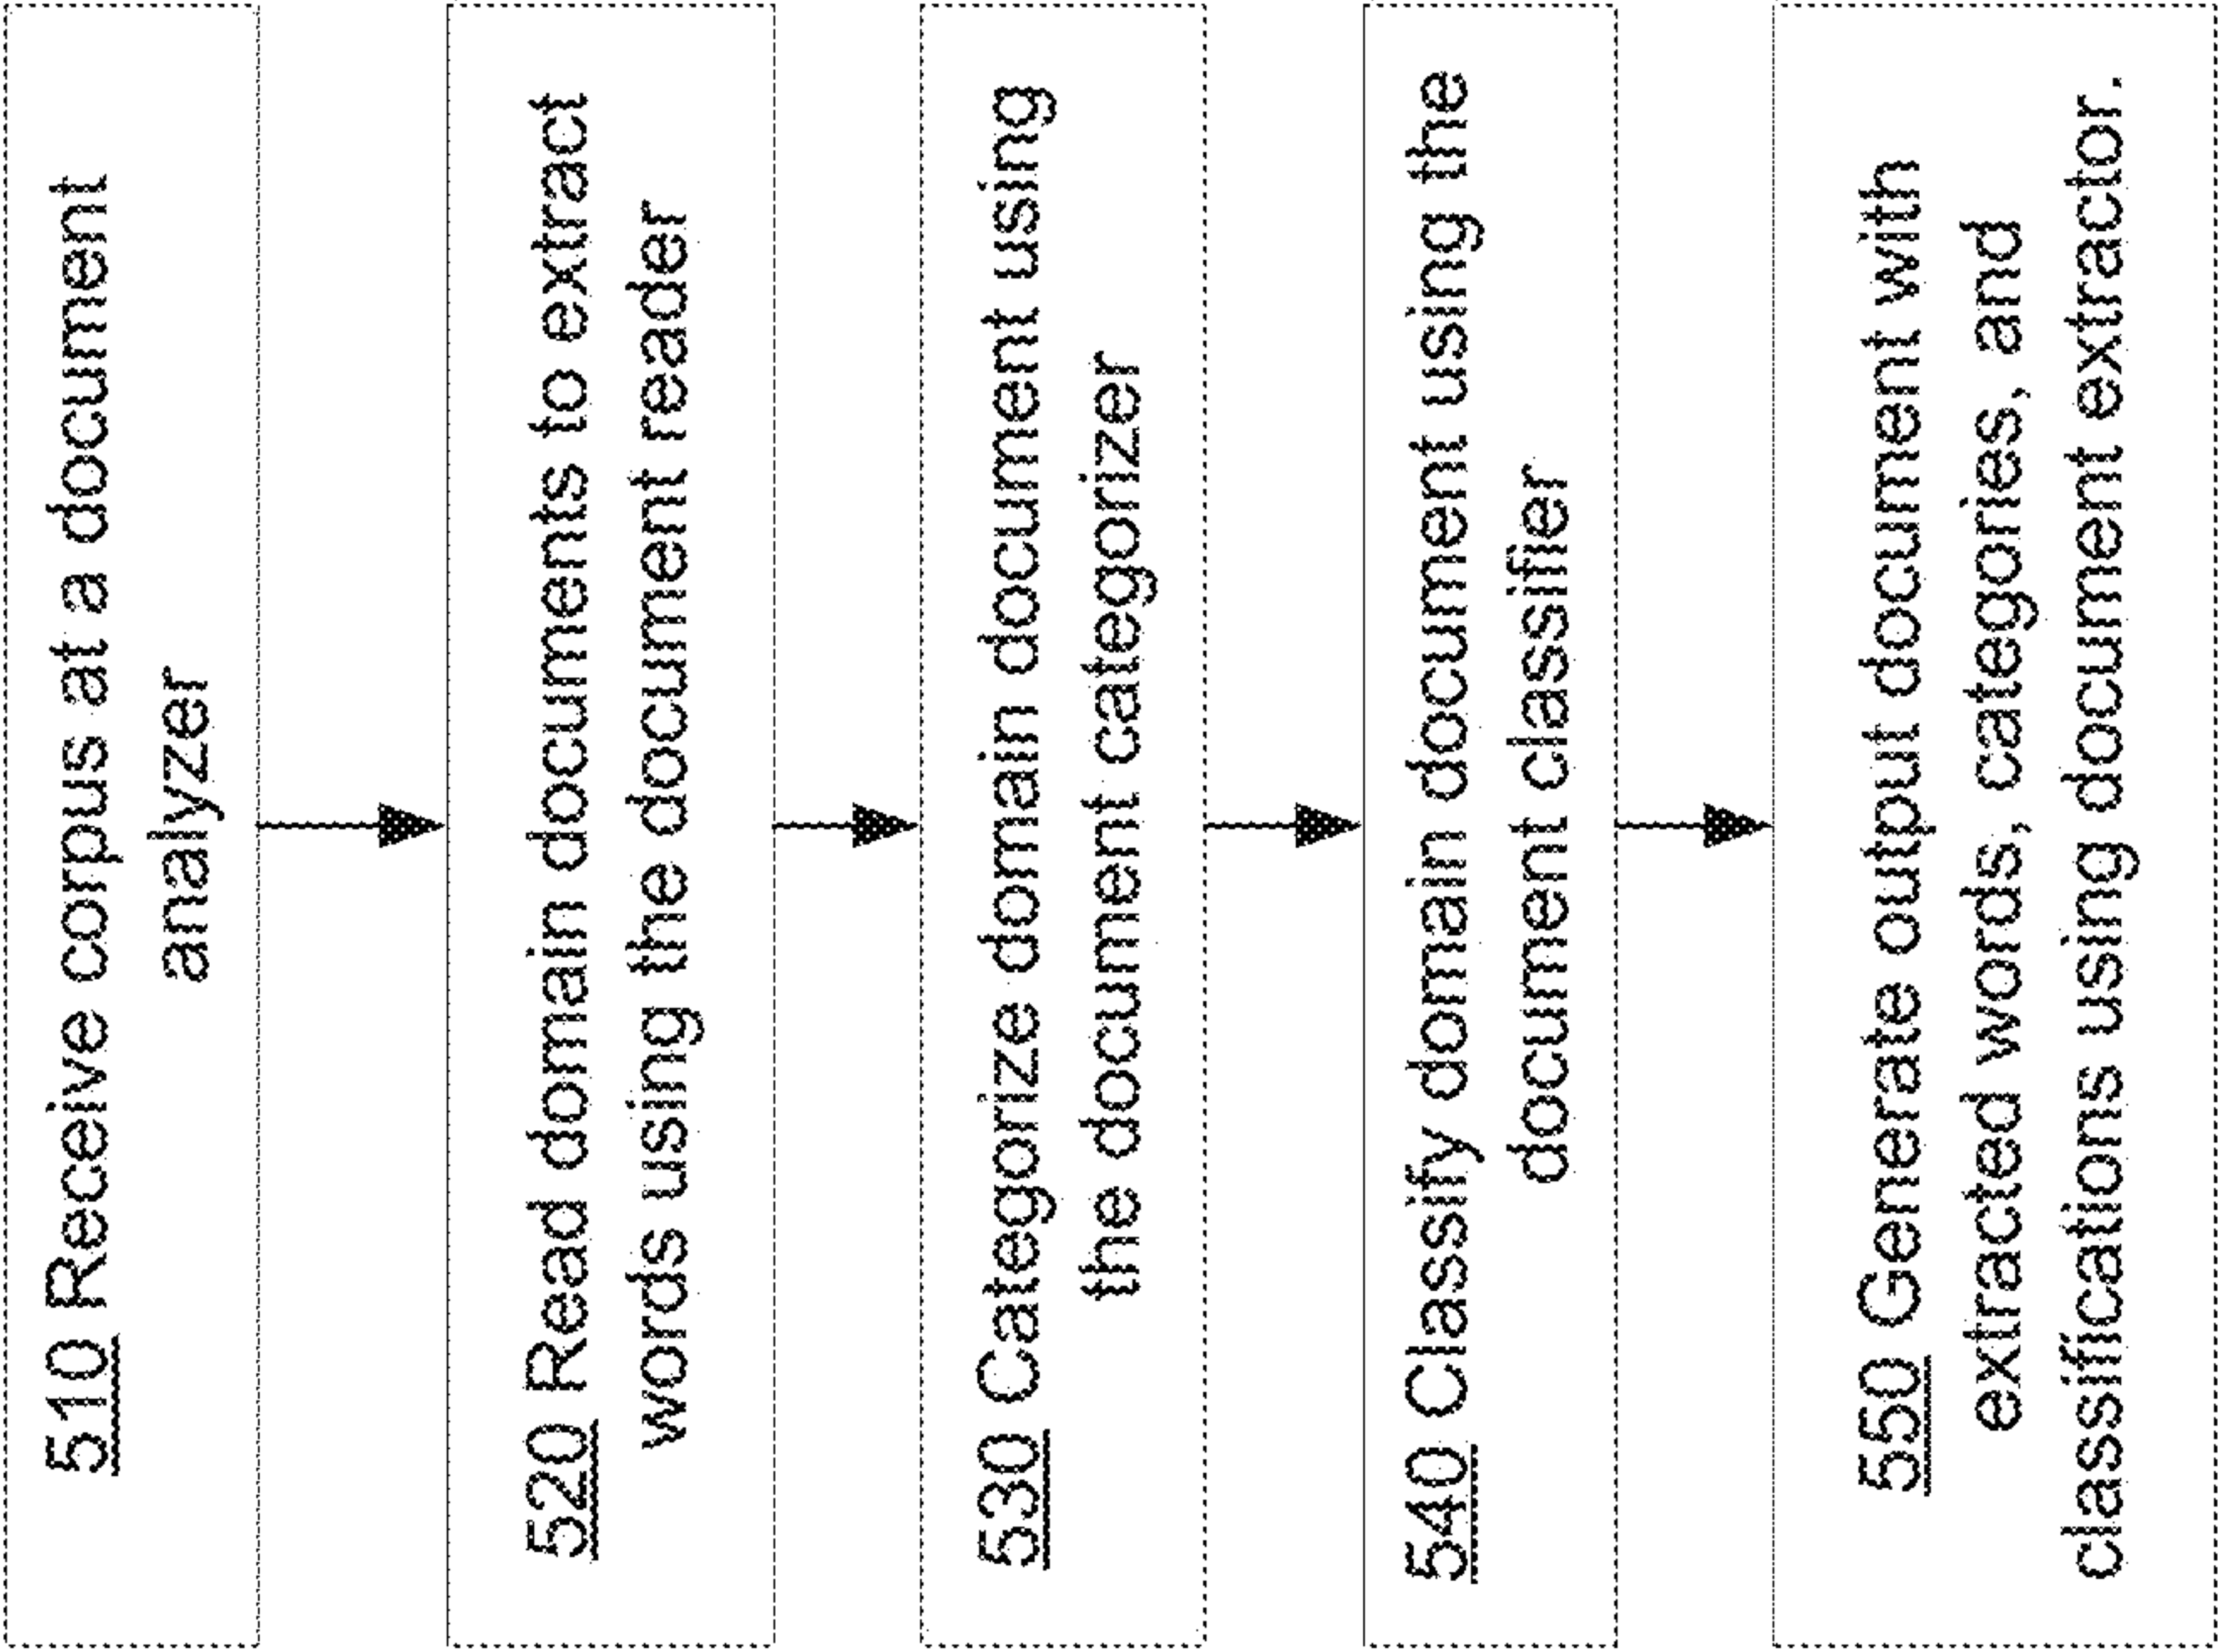 510 Receive corpus at a document
analyzer
520 Read domain documents to extract
words using the document reader
530 Categorize domain document using
the document categorizer
540 Classify domain document using the
document classifier
550 Generate output document with
extracted words, categories, and
classifications using document extractor.